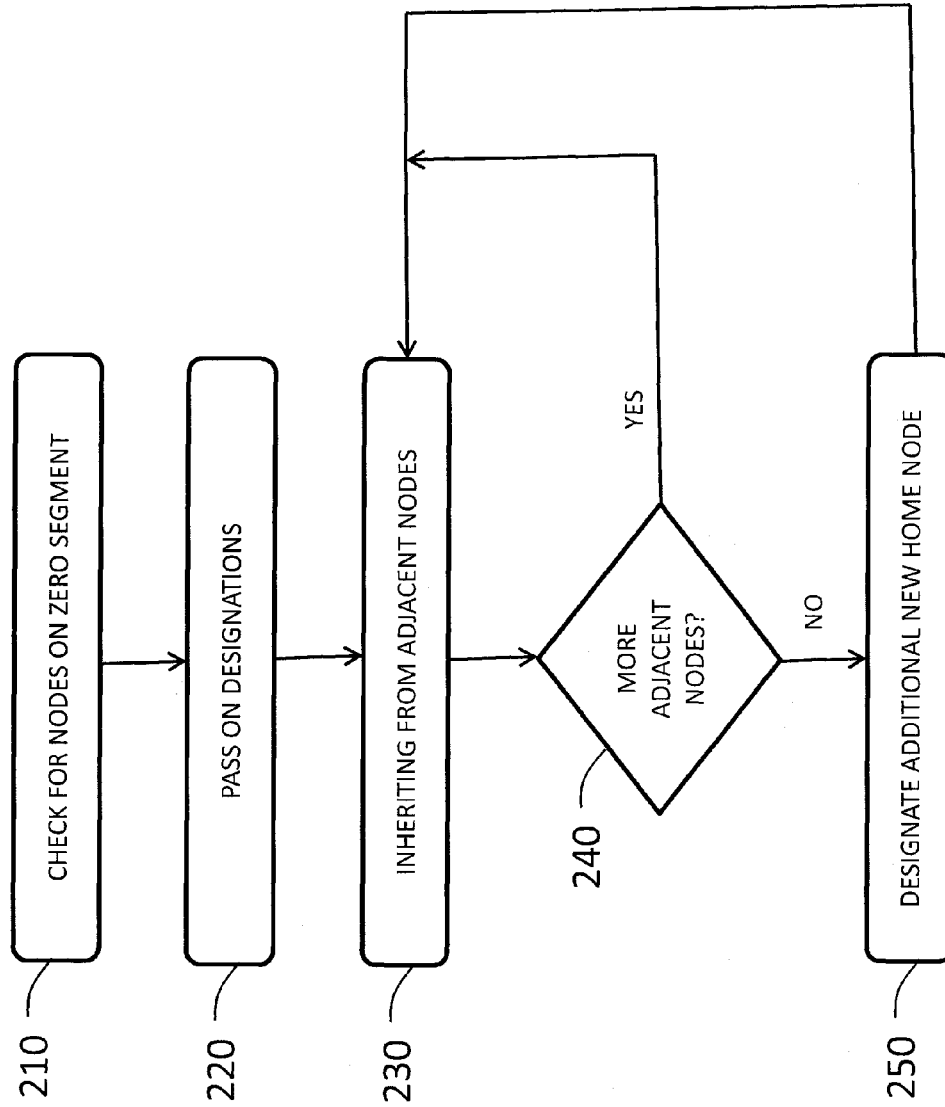 210
CHECK FOR NODES ON ZERO SEGMENT
220
PASS ON DESIGNATIONS
230
INHERITING FROM ADJACENT NODES
240
MORE
ADJACENT
NODES?
YES
NO
250
DESIGNATE ADDITIONAL NEW HOME NODE